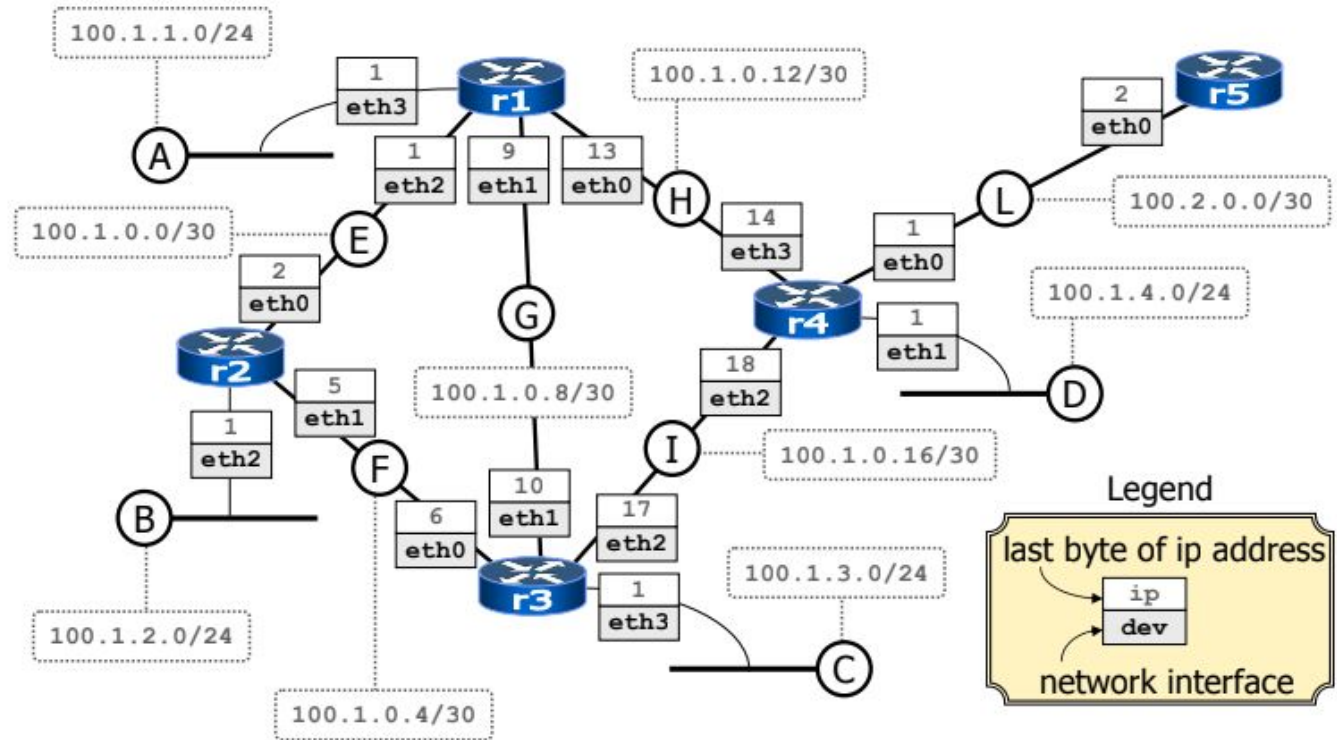 100.1.1.0/24
1
eth3
r1
100.1.0.12/30
2
eth0
r5
A
1
eth2
9
eth1
13
eth0
H
L
100.2.0.0/30
100.1.0.0/30
E
14
eth3
1
eth0
2
eth0
G
r4
1
eth1
100.1.4.0/24
r2
5
eth1
100.1.0.8/30
18
eth2
D
1
eth2
F
I
100.1.0.16/30
B
6
eth0
10
eth1
17
eth2
r3
1
eth3
100.1.3.0/24
100.1.2.0/24
C
100.1.0.4/30
Legend
last byte of ip address
ip
dev
network interface